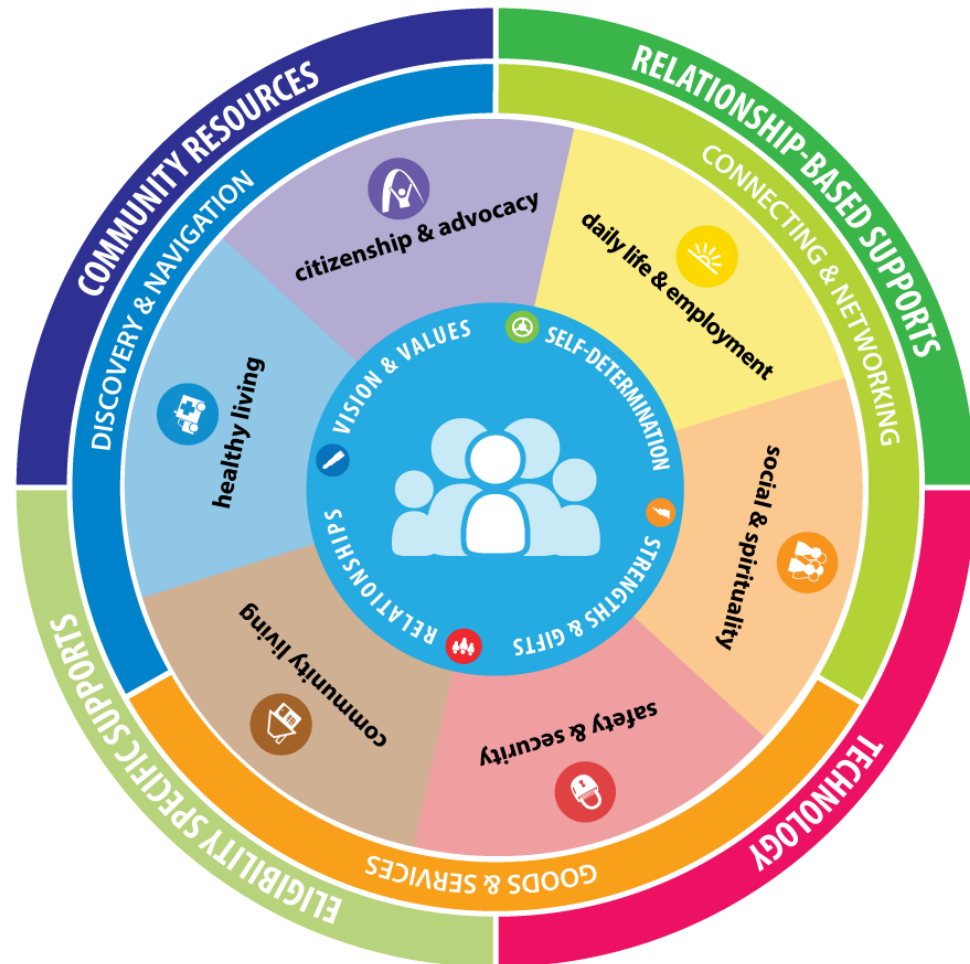 COMMUNITY RESOURCES
RELATIONSHIP-BASED SUPPORTS
TECHNOLOGY
ELIGIBILITY SPECIFIC SUPPORTS
DISCOVERY & NAVIGATION
CONNECTING & NETWORKING
GOODS & SERVICES
citizenship & advocacy
daily life & employment
social & spirituality
safety & security
community living
healthy living
VISION & VALUES
SELF-DETERMINATION
STRENGTHS & GIFTS
RELATIONSHIPS